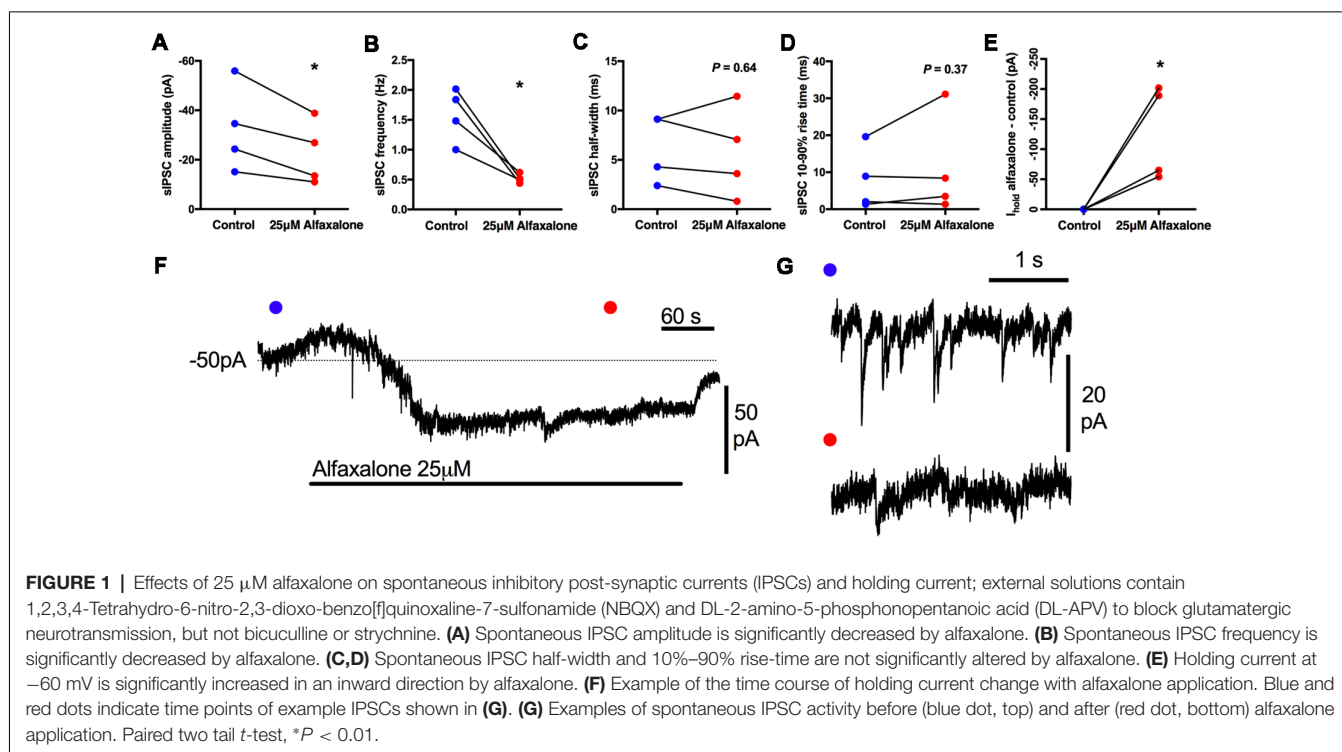 A
B
C
D
E
-60
-40
-20
0
sIPSC amplitude (pA)
*
Control 25μM Alfaxalone
2.5
2.0
1.5
1.0
0.5
0.0
sIPSC frequency (Hz)
*
Control 25μM Alfaxalone
15
10
5
0
sIPSC half-width (ms)
P = 0.64
Control 25μM Alfaxalone
40
30
20
10
0
sIPSC 10-90% rise time (ms)
P = 0.37
Control 25μM Alfaxalone
-250
-200
-150
-100
-50
0
Ihold alfaxalone - control (pA)
*
Control 25μM Alfaxalone
F
60 s
-50pA
50
pA
Alfaxalone 25μM
G
1 s
20
pA
FIGURE 1 | Effects of 25 μM alfaxalone on spontaneous inhibitory post-synaptic currents (IPSCs) and holding current; external solutions contain
1,2,3,4-Tetrahydro-6-nitro-2,3-dioxo-benzo[f]quinoxaline-7-sulfonamide (NBQX) and DL-2-amino-5-phosphonopentanoic acid (DL-APV) to block glutamatergic
neurotransmission, but not bicuculline or strychnine. (A) Spontaneous IPSC amplitude is significantly decreased by alfaxalone. (B) Spontaneous IPSC frequency is
significantly decreased by alfaxalone. (C,D) Spontaneous IPSC half-width and 10%–90% rise-time are not significantly altered by alfaxalone. (E) Holding current at
−60 mV is significantly increased in an inward direction by alfaxalone. (F) Example of the time course of holding current change with alfaxalone application. Blue and
red dots indicate time points of example IPSCs shown in (G). (G) Examples of spontaneous IPSC activity before (blue dot, top) and after (red dot, bottom) alfaxalone
application. Paired two tail t-test, *P < 0.01.